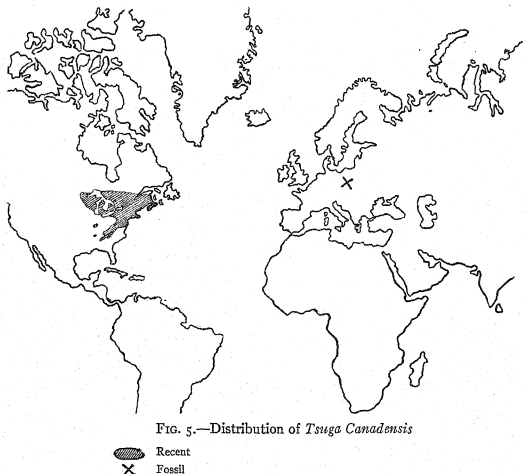 FIG. 5.—Distribution of Tsuga Canadensis
Recent
Fossil